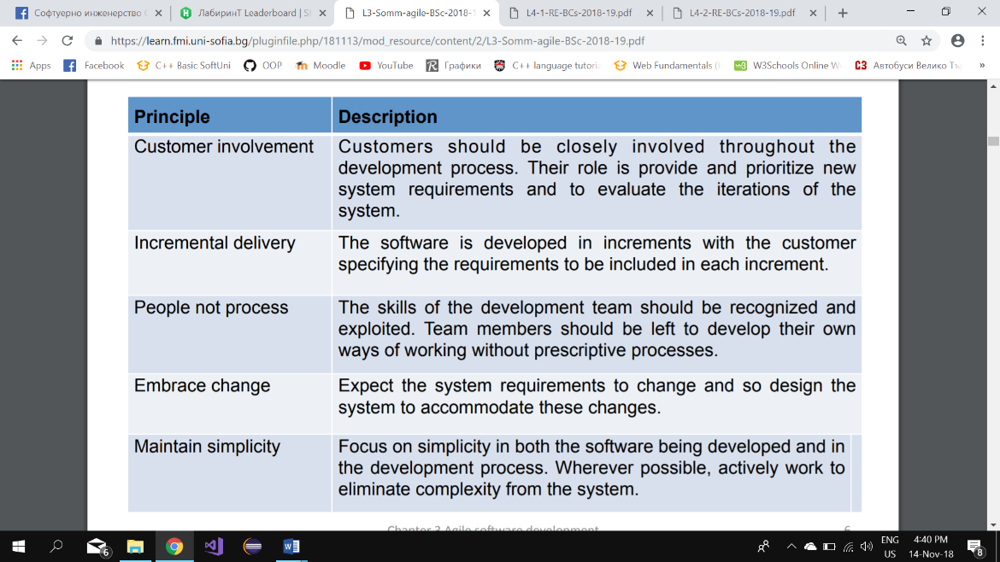 Софтуерно инженерство
ЛабиринТ Leaderboard
L3-Somm-agile-BSc-2018-1
L4-1-RE-BCs-2018-19.pdf
L4-2-RE-BCs-2018-19.pdf
https://learn.fmi.uni-sofia.bg/pluginfile.php/181113/mod_resource/content/2/L3-Somm-agile-BSc-2018-19.pdf
Apps
Facebook
C++ Basic SoftUni
OOP
Moodle
YouTube
Графики
C++ language tutoria
Web Fundamentals
W3Schools Online
Автобуси Велико
Principle
Description
Customer involvement
Customers should be closely involved throughout the
development process. Their role is provide and prioritize new
system requirements and to evaluate the iterations of the
system.
Incremental delivery
The software is developed in increments with the customer
specifying the requirements to be included in each increment.
People not process
The skills of the development team should be recognized and
exploited. Team members should be left to develop their own
ways of working without prescriptive processes.
Embrace change
Expect the system requirements to change and so design the
system to accommodate these changes.
Maintain simplicity
Focus on simplicity in both the software being developed and in
the development process. Wherever possible, actively work to
eliminate complexity from the system.
Chapter 3 Agile software development
6
6
ENG
US
4:40 PM
14-Nov-18
8